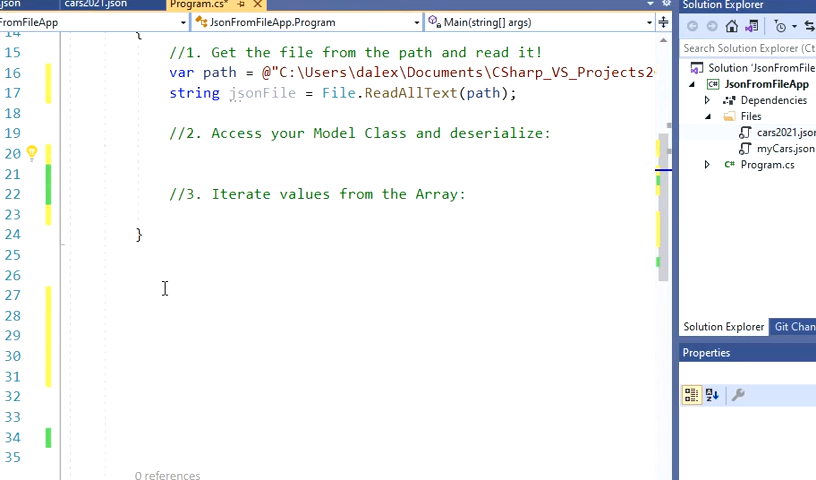 .json
cars2021.json
Program.cs*
FromFileApp
JsonFromFileApp.Program
Main(string[] args)
14 {
15 //1. Get the file from the path and read it!
16 var path = @"C:\Users\dalex\Documents\CSharp_VS_Projects2
17 string jsonFile = File.ReadAllText(path);
18
19 //2. Access your Model Class and deserialize:
20
21
22 //3. Iterate values from the Array:
23
24 }
25
26
27
28
29
30
31
32
33
34
35
0 references
Solution Explorer
Search Solution Explorer (Ct
Solution 'JsonFromFile
JsonFromFileApp
Dependencies
Files
cars2021.json
myCars.json
Program.cs
Solution Explorer
Git Chan
Properties